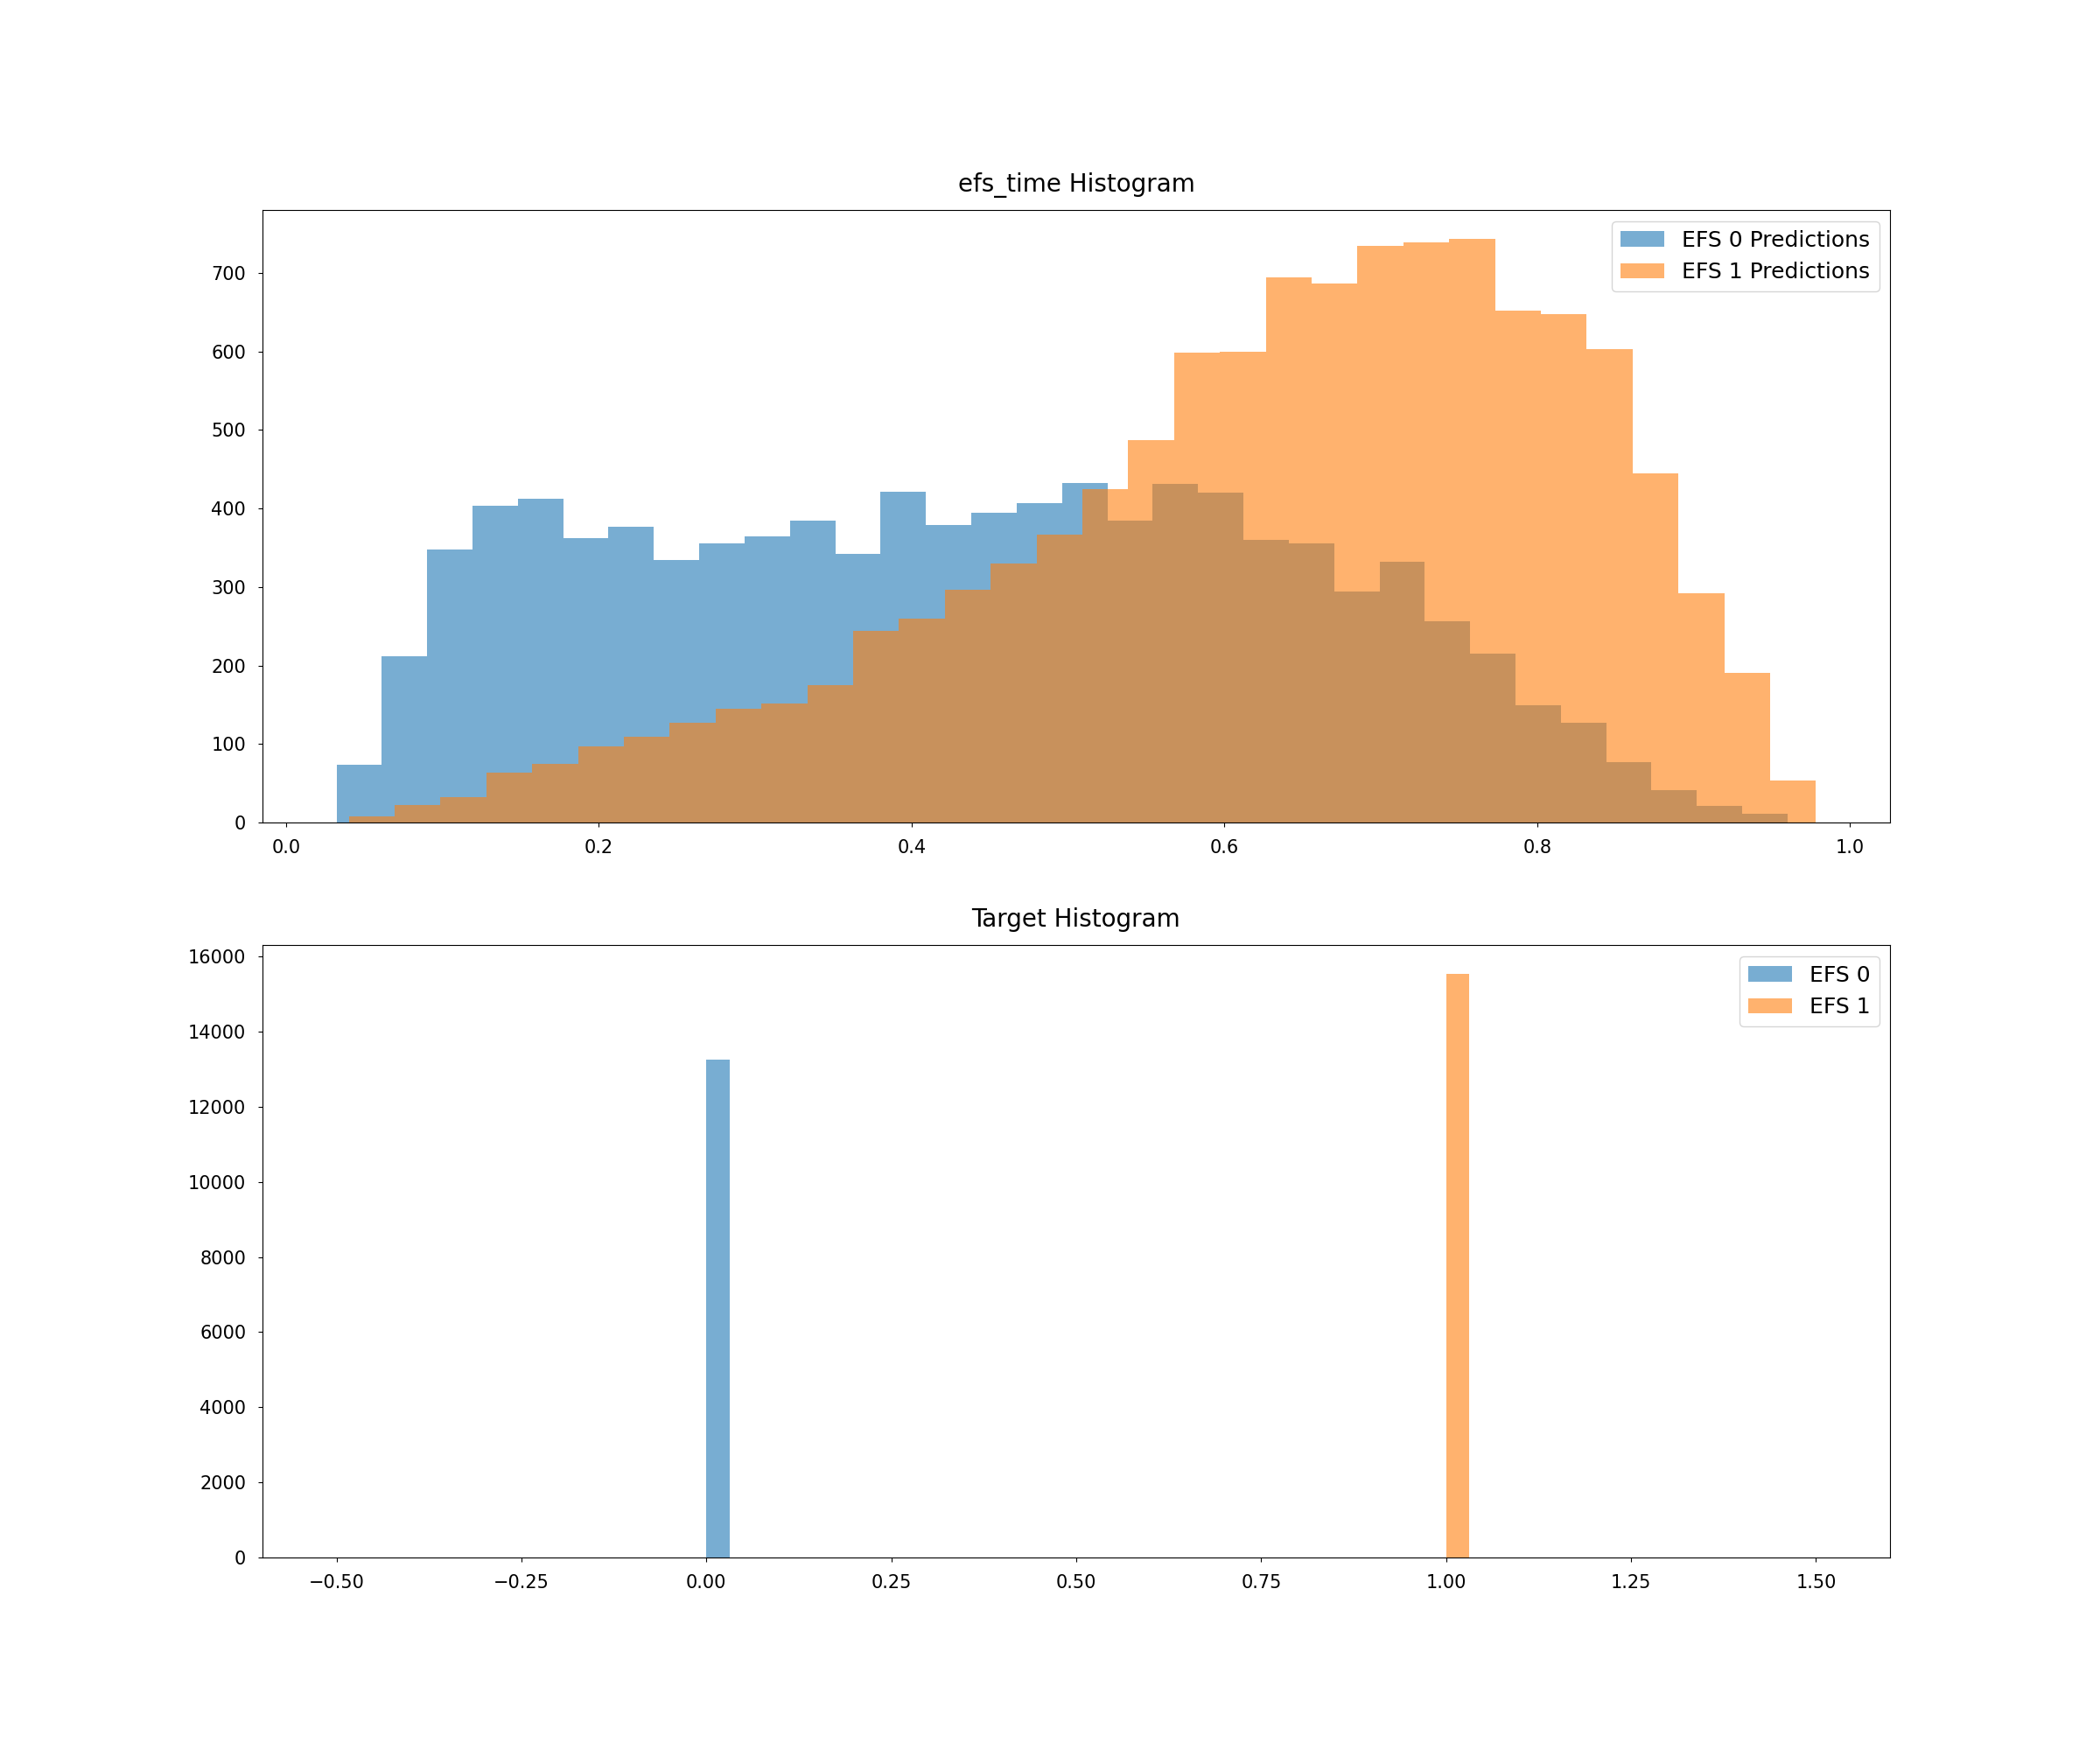 efs_time Histogram
EFS 0 Predictions
EFS 1 Predictions
700
600
500
400
300
200
100
0
0.0 0.2 0.4 0.6 0.8 1.0
Target Histogram
EFS 0
EFS 1
16000
14000
12000
10000
8000
6000
4000
2000
0
−0.50 −0.25 0.00 0.25 0.50 0.75 1.00 1.25 1.50